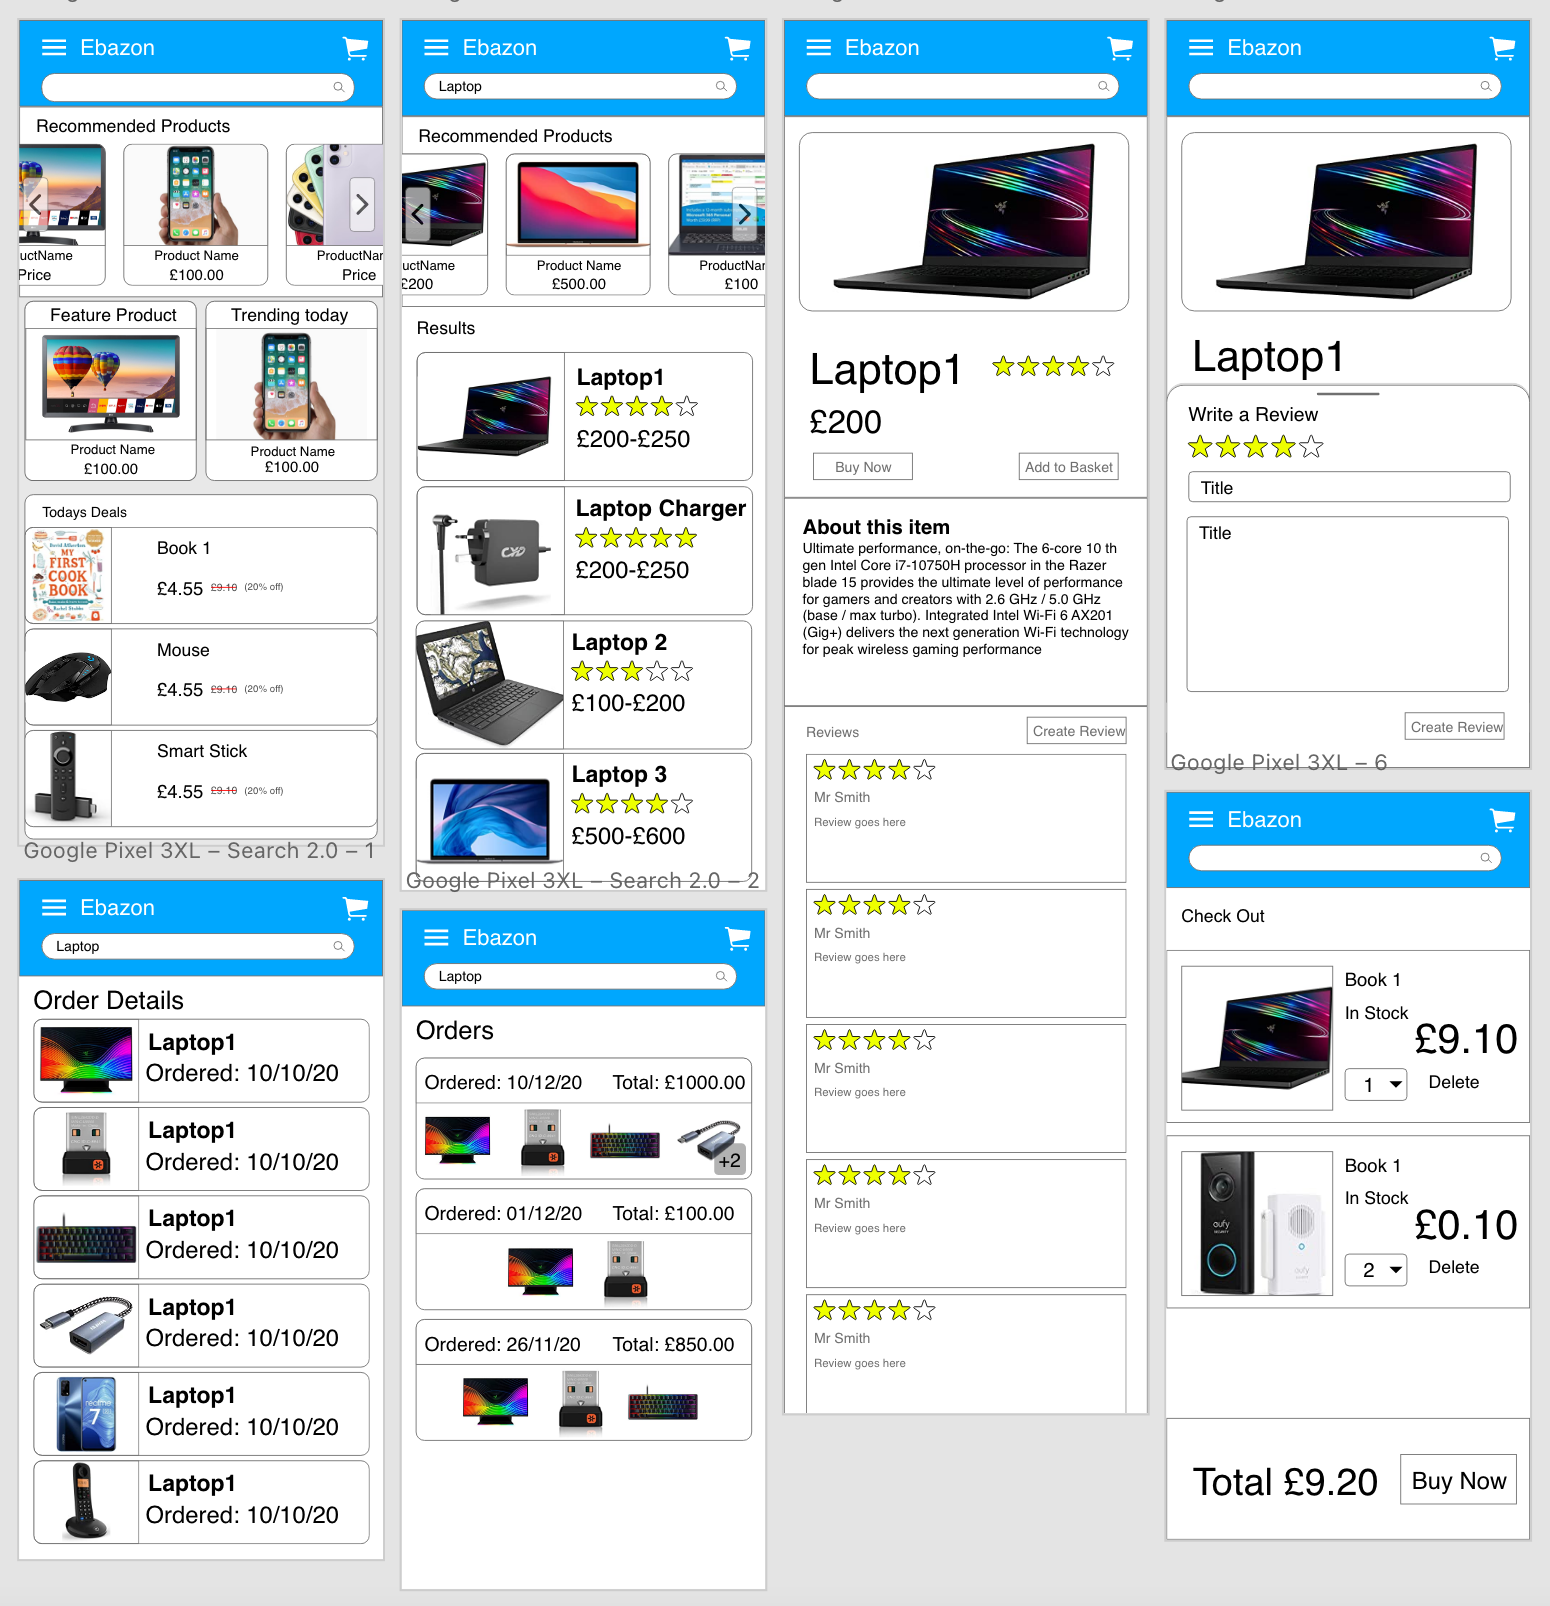 Ebazon
Recommended Products
uctName
Price
Product Name
£100.00
ProductNar
Price
Feature Product
Product Name
£100.00
Trending today
Product Name
£100.00
Todays Deals
MY
FIRST
COOK
BOOK
Book 1
£4.55 £9.10 (20% off)
Mouse
£4.55 £9.10 (20% off)
Smart Stick
£4.55 £9.10 (20% off)
Google Pixel 3XL – Search 2.0 – 1
Ebazon
Laptop
Recommended Products
uctName
£200
Product Name
£500.00
ProductNar
£100
Results
Laptop1
£200-£250
Laptop Charger
£200-£250
Laptop 2
£100-£200
Laptop 3
£500-£600
Google Pixel 3XL – Search 2.0 – 2
Ebazon
Laptop1
£200
Buy Now
Add to Basket
About this item
Ultimate performance, on-the-go: The 6-core 10 th
gen Intel Core i7-10750H processor in the Razer
blade 15 provides the ultimate level of performance
for gamers and creators with 2.6 GHz / 5.0 GHz
(base / max turbo). Integrated Intel Wi-Fi 6 AX201
(Gig+) delivers the next generation Wi-Fi technology
for peak wireless gaming performance
Reviews
Create Review
Mr Smith
Review goes here
Mr Smith
Review goes here
Mr Smith
Review goes here
Mr Smith
Review goes here
Mr Smith
Review goes here
Ebazon
Laptop1
Write a Review
Title
Title
Create Review
Google Pixel 3XL – 6
Ebazon
Laptop
Order Details
Laptop1
Ordered: 10/10/20
Laptop1
Ordered: 10/10/20
Laptop1
Ordered: 10/10/20
Laptop1
Ordered: 10/10/20
realme
7
Laptop1
Ordered: 10/10/20
Laptop1
Ordered: 10/10/20
Ebazon
Laptop
Orders
Ordered: 10/12/20 Total: £1000.00
+2
Ordered: 01/12/20 Total: £100.00
Ordered: 26/11/20 Total: £850.00
Ebazon
Check Out
Book 1
In Stock
£9.10
1
Delete
eufy
eufy
Book 1
In Stock
£0.10
2
Delete
Total £9.20
Buy Now